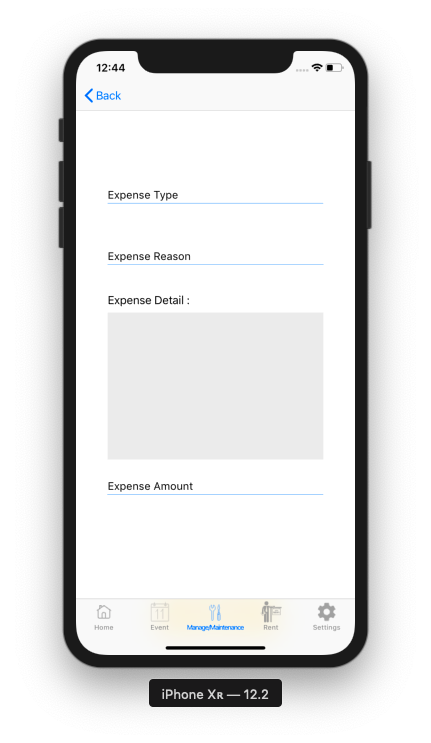 12:44
Back
Expense Type
Expense Reason
Expense Detail :
Expense Amount
Home Event Manage/Maintenance Rent Settings
iPhone XR — 12.2